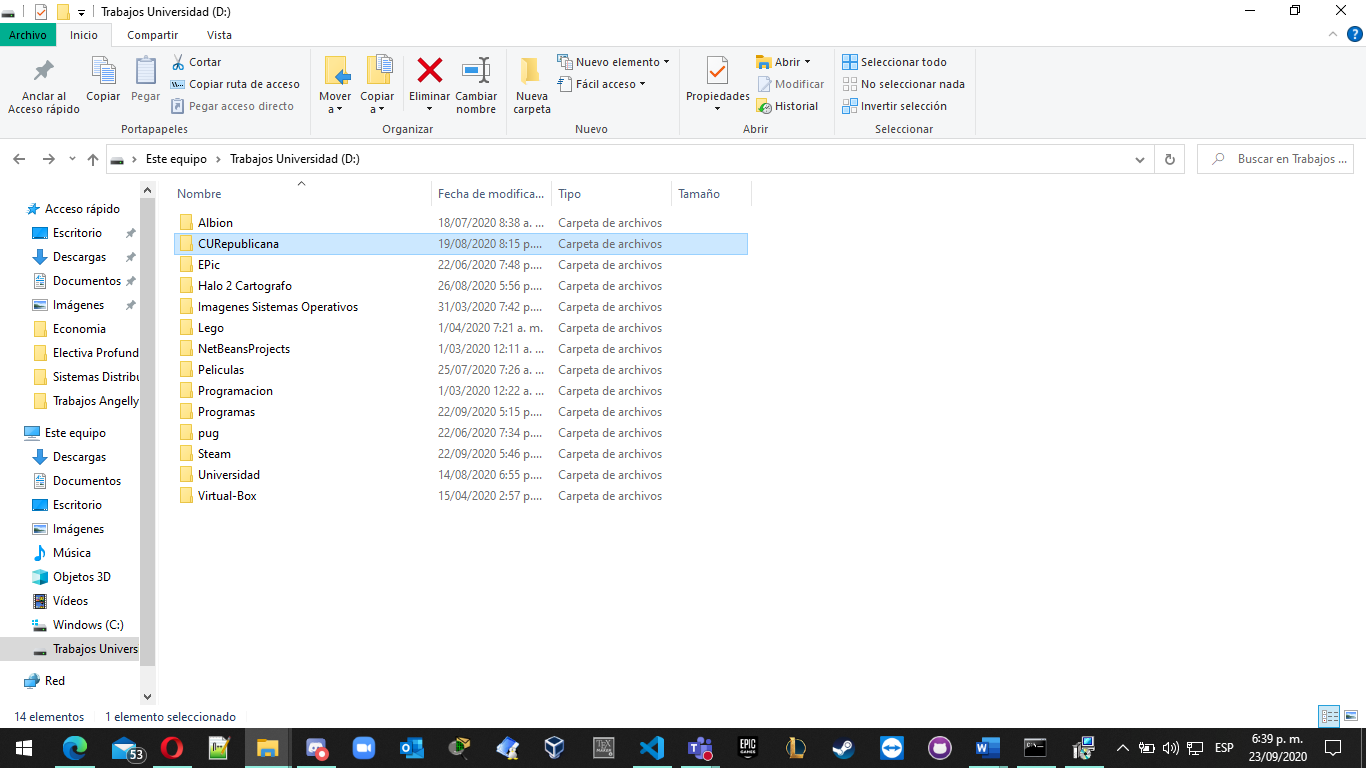 Trabajos Universidad (D:)
Archivo Inicio Compartir Vista
Anclar al Acceso rápido
Copiar
Pegar
Cortar
Copiar ruta de acceso
Pegar acceso directo
Portapapeles
Mover a
Copiar a
Eliminar
Cambiar nombre
Organizar
Nueva carpeta
Nuevo elemento
Fácil acceso
Nuevo
Propiedades
Abrir
Modificar
Historial
Abrir
Seleccionar todo
No seleccionar nada
Invertir selección
Seleccionar
Este equipo > Trabajos Universidad (D:)
Buscar en Trabajos ...
Acceso rápido
Escritorio
Descargas
Documentos
Imágenes
Economia
Electiva Profund
Sistemas Distribu
Trabajos Angelly
Este equipo
Descargas
Documentos
Escritorio
Imágenes
Música
Objetos 3D
Vídeos
Windows (C:)
Trabajos Univers
Red
Nombre Fecha de modifica... Tipo Tamaño
Albion 18/07/2020 8:38 a. ... Carpeta de archivos
CURepublicana 19/08/2020 8:15 p.... Carpeta de archivos
EPic 22/06/2020 7:48 p.... Carpeta de archivos
Halo 2 Cartografo 26/08/2020 5:56 p.... Carpeta de archivos
Imagenes Sistemas Operativos 31/03/2020 7:42 p.... Carpeta de archivos
Lego 1/04/2020 7:21 a. m. Carpeta de archivos
NetBeansProjects 1/03/2020 12:11 a. ... Carpeta de archivos
Peliculas 25/07/2020 7:26 a. ... Carpeta de archivos
Programacion 1/03/2020 12:22 a. ... Carpeta de archivos
Programas 22/09/2020 5:15 p.... Carpeta de archivos
pug 22/06/2020 7:34 p.... Carpeta de archivos
Steam 22/09/2020 5:46 p.... Carpeta de archivos
Universidad 14/08/2020 6:55 p.... Carpeta de archivos
Virtual-Box 15/04/2020 2:57 p.... Carpeta de archivos
14 elementos 1 elemento seleccionado
53
EPIC GAMES
ESP
6:39 p. m.
23/09/2020